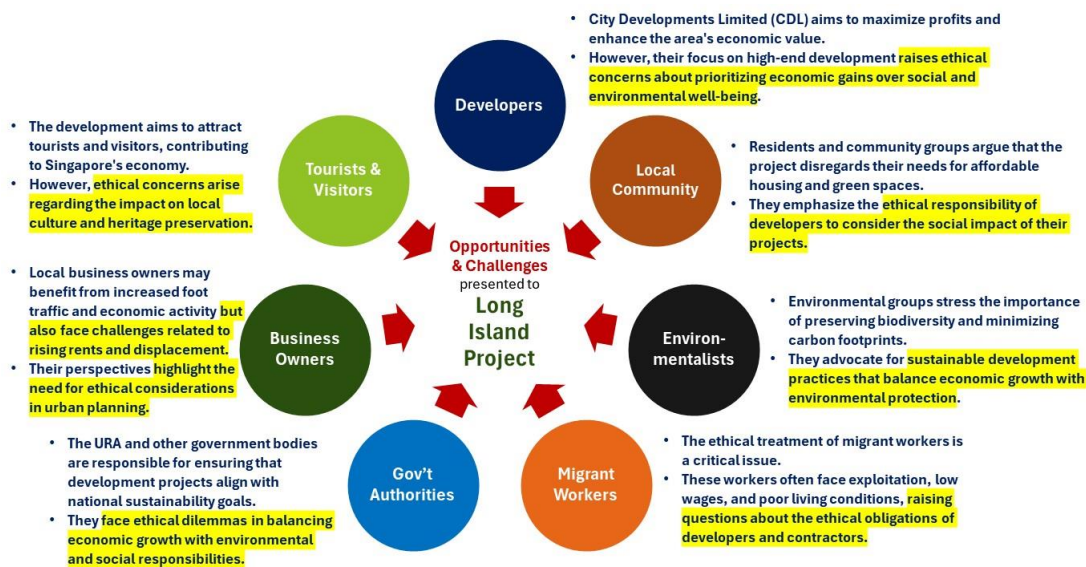 • City Developments Limited (CDL) aims to maximize profits and
enhance the area's economic value.
• However, their focus on high-end development raises ethical
concerns about prioritizing economic gains over social and
environmental well-being.
Developers
• The development aims to attract
tourists and visitors, contributing
to Singapore's economy.
• However, ethical concerns arise
regarding the impact on local
culture and heritage preservation.
Tourists &
Visitors
Local
Community
• Residents and community groups argue that the
project disregards their needs for affordable
housing and green spaces.
• They emphasize the ethical responsibility of
developers to consider the social impact of their
projects.
Opportunities
& Challenges
presented to
Long
Island
Project
• Local business owners may
benefit from increased foot
traffic and economic activity but
also face challenges related to
rising rents and displacement.
• Their perspectives highlight the
need for ethical considerations
in urban planning.
Business
Owners
Environ-
mentalists
• Environmental groups stress the importance
of preserving biodiversity and minimizing
carbon footprints.
• They advocate for sustainable development
practices that balance economic growth with
environmental protection.
• The URA and other government bodies
are responsible for ensuring that
development projects align with
national sustainability goals.
• They face ethical dilemmas in balancing
economic growth with environmental
and social responsibilities.
Gov't
Authorities
Migrant
Workers
• The ethical treatment of migrant workers is
a critical issue.
• These workers often face exploitation, low
wages, and poor living conditions, raising
questions about the ethical obligations of
developers and contractors.